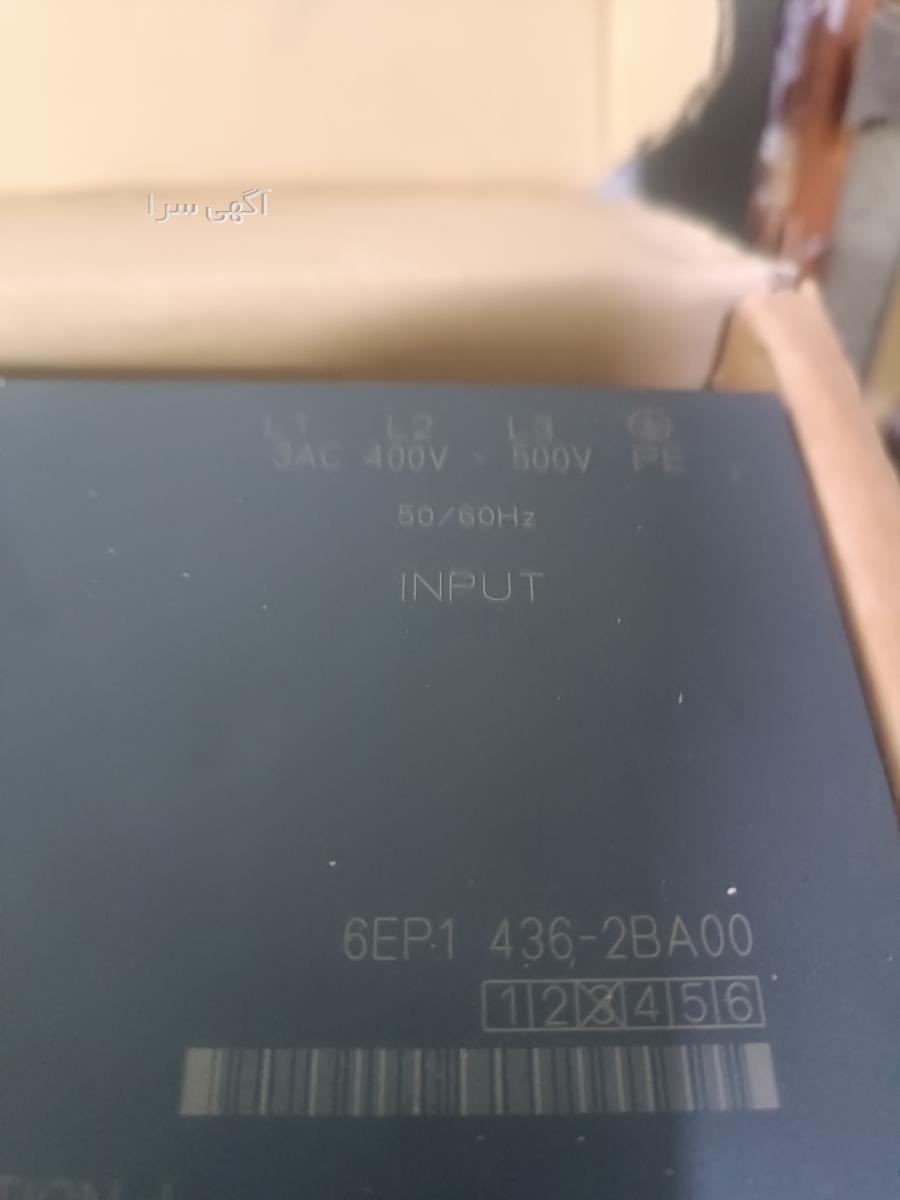 آگهی سرا
L1 L2 L3
3AC 400V - 500V PE
50/60Hz
INPUT
6EP1 436-2BA00
1 2 3 4 5 6